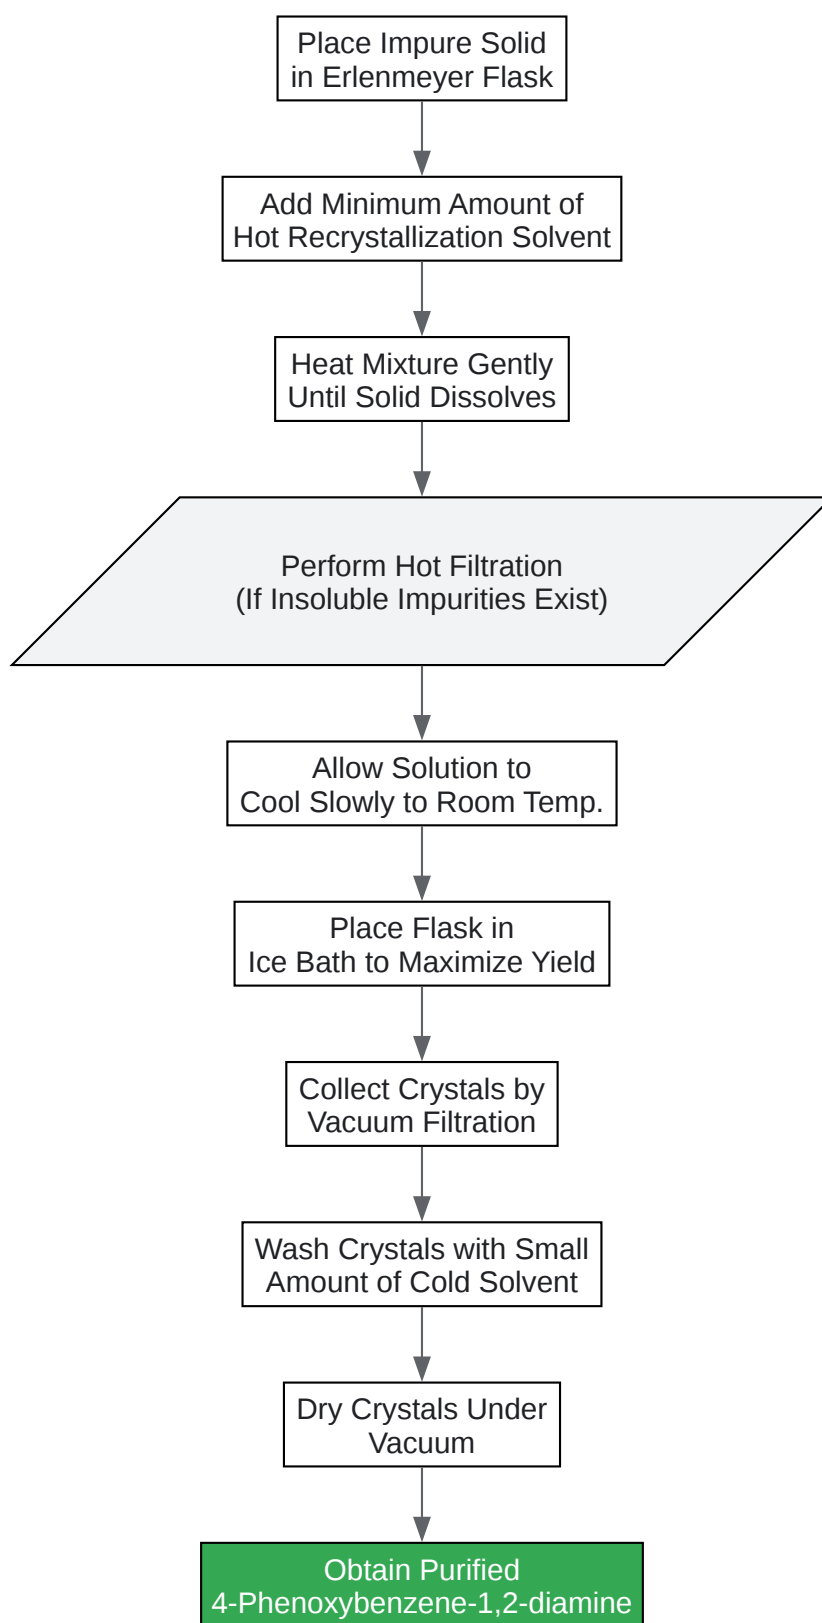 Place Impure Solid
in Erlenmeyer Flask
Add Minimum Amount of
Hot Recrystallization Solvent
Heat Mixture Gently
Until Solid Dissolves
Perform Hot Filtration
(If Insoluble Impurities Exist)
Allow Solution to
Cool Slowly to Room Temp.
Place Flask in
Ice Bath to Maximize Yield
Collect Crystals by
Vacuum Filtration
Wash Crystals with Small
Amount of Cold Solvent
Dry Crystals Under
Vacuum
Obtain Purified
4-Phenoxybenzene-1,2-diamine